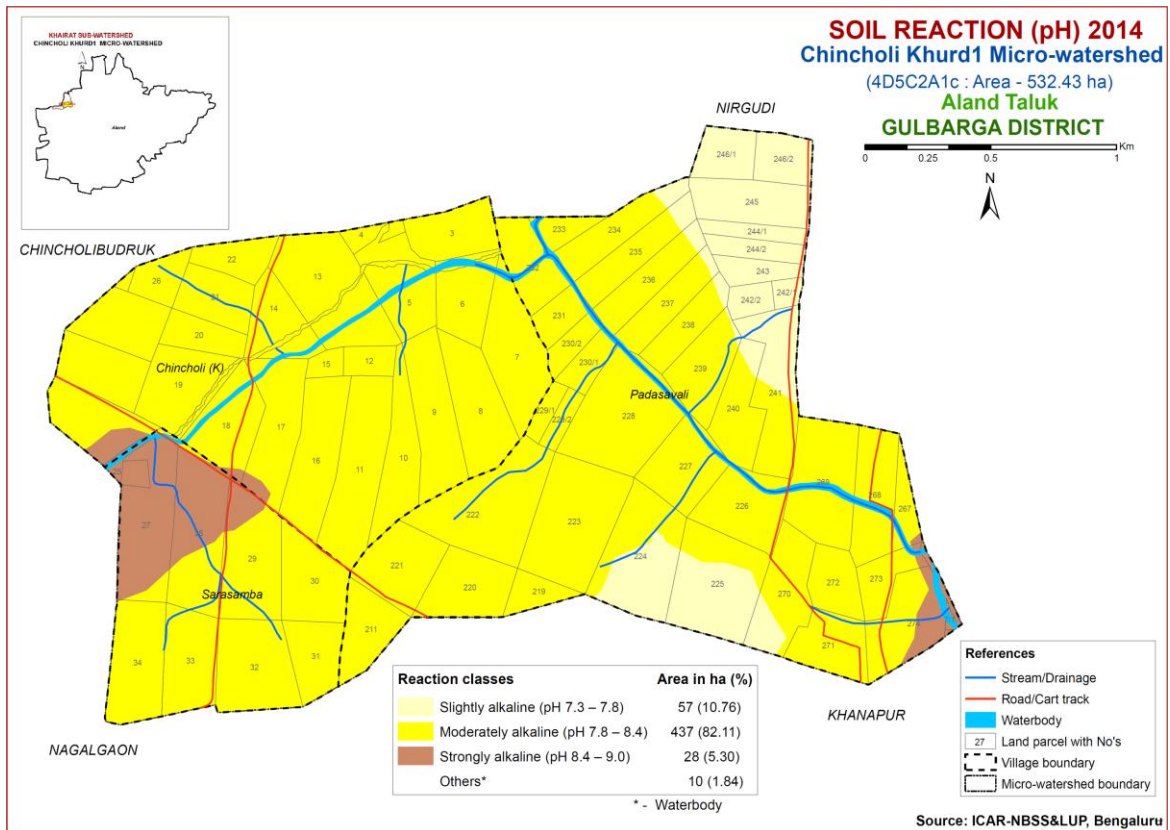 KHAIRAT SUS-WATERSHED
CHINCHOLI KHURD1 MICRO-WATERSHED
Aland
SOIL REACTION (pH) 2014
Chincholi Khurd1 Micro-watershed
(4D5C2A1c : Area - 532.43 ha)
Aland Taluk
GULBARGA DISTRICT
0 0.25 0.5 1 Km
N
NIRGUDI
CHINCHOLIBUDRUK
NAGALGAON
KHANAPUR
Chincholi (K)
Padasavali
Sarasamba
246/1 246/2
245
244/1
244/2
243
242/2 242/1
233 234
235
236
237
238
239
240
241
231
230/2
230/1
229/1
229/2
228
227
226
222
223
224
225
221
220
219
211
270
271
272
273
269
268
267
3
4
5
6
7
8
9
10
11
12
13
14
15
16
17
18
19
20
21
22
26
27
29
30
31
32
33
34
Reaction classes Area in ha (%)
Slightly alkaline (pH 7.3 – 7.8) 57 (10.76)
Moderately alkaline (pH 7.8 – 8.4) 437 (82.11)
Strongly alkaline (pH 8.4 – 9.0) 28 (5.30)
Others* 10 (1.84)
* - Waterbody
References
Stream/Drainage
Road/Cart track
Waterbody
27 Land parcel with No's
Village boundary
Micro-watershed boundary
Source: ICAR-NBSS&LUP, Bengaluru